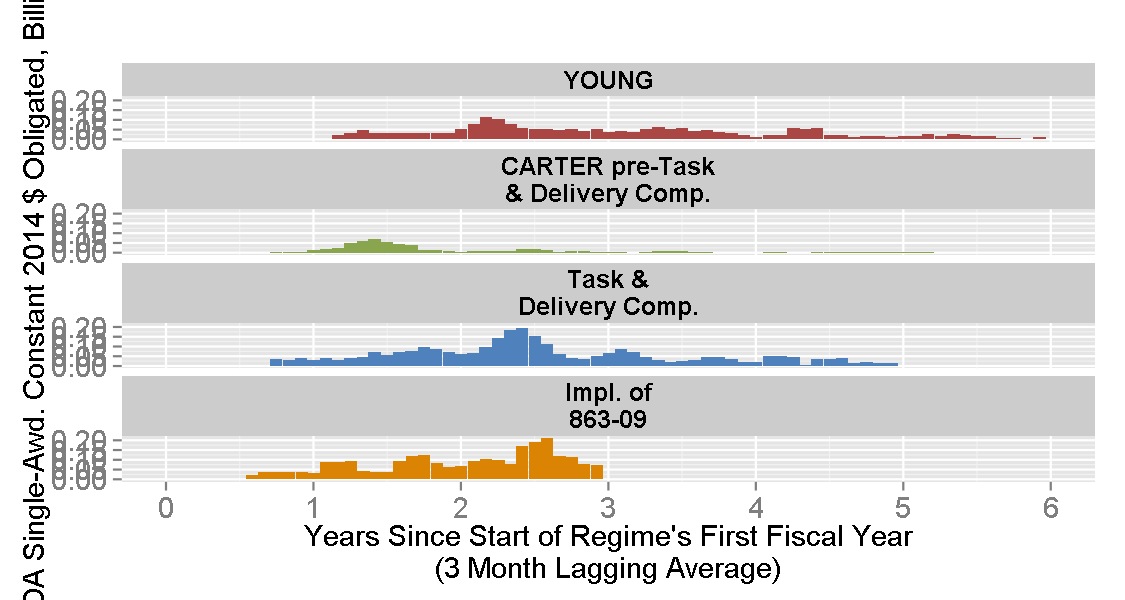 Single-Awd. Constant 2014 $ Obligated,
YOUNG
0.20
0.00
CARTER pre-Task
& Delivery Comp.
0.20
0.00
Task &
Delivery Comp.
0.20
0.00
Impl. of
863-09
0.20
0.00
0 1 2 3 4 5 6
Years Since Start of Regime's First Fiscal Year
(3 Month Lagging Average)